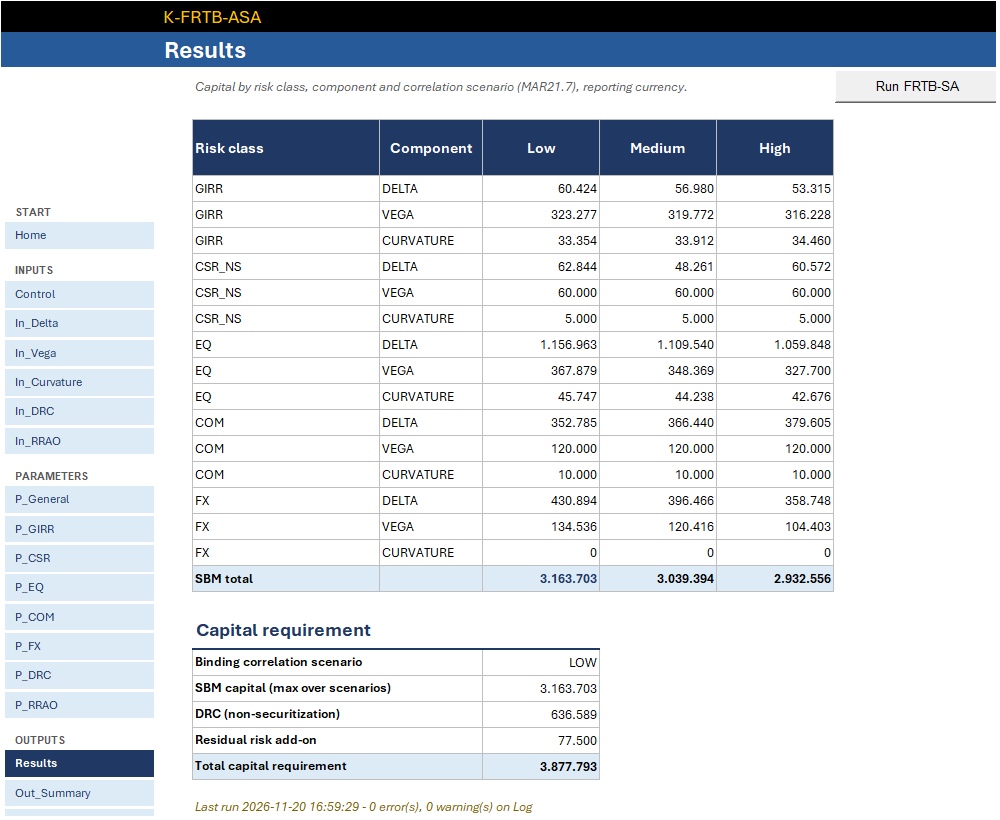 K-FRTB-ASA
Results
Capital by risk class, component and correlation scenario (MAR21.7), reporting currency.
Run FRTB-SA
START
Home
INPUTS
Control
In_Delta
In_Vega
In_Curvature
In_DRC
In_RRAO
PARAMETERS
P_General
P_GIRR
P_CSR
P_EQ
P_COM
P_FX
P_DRC
P_RRAO
OUTPUTS
Results
Out_Summary
Risk class Component Low Medium High
GIRR DELTA 60.424 56.980 53.315
GIRR VEGA 323.277 319.772 316.228
GIRR CURVATURE 33.354 33.912 34.460
CSR_NS DELTA 62.844 48.261 60.572
CSR_NS VEGA 60.000 60.000 60.000
CSR_NS CURVATURE 5.000 5.000 5.000
EQ DELTA 1.156.963 1.109.540 1.059.848
EQ VEGA 367.879 348.369 327.700
EQ CURVATURE 45.747 44.238 42.676
COM DELTA 352.785 366.440 379.605
COM VEGA 120.000 120.000 120.000
COM CURVATURE 10.000 10.000 10.000
FX DELTA 430.894 396.466 358.748
FX VEGA 134.536 120.416 104.403
FX CURVATURE 0 0 0
SBM total 3.163.703 3.039.394 2.932.556
Capital requirement
Binding correlation scenario LOW
SBM capital (max over scenarios) 3.163.703
DRC (non-securitization) 636.589
Residual risk add-on 77.500
Total capital requirement 3.877.793
Last run 2026-11-20 16:59:29 - 0 error(s), 0 warning(s) on Log